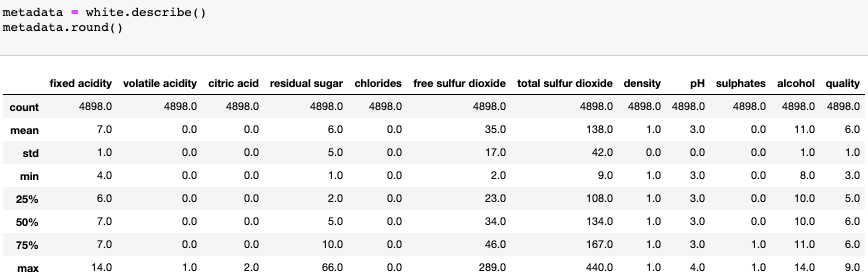 metadata = white.describe()
metadata.round()
fixed acidity volatile acidity citric acid residual sugar chlorides free sulfur dioxide total sulfur dioxide density pH sulphates alcohol quality
count 4898.0 4898.0 4898.0 4898.0 4898.0 4898.0 4898.0 4898.0 4898.0 4898.0 4898.0 4898.0
mean 7.0 0.0 0.0 6.0 0.0 35.0 138.0 1.0 3.0 0.0 11.0 6.0
std 1.0 0.0 0.0 5.0 0.0 17.0 42.0 0.0 0.0 0.0 1.0 1.0
min 4.0 0.0 0.0 1.0 0.0 2.0 9.0 1.0 3.0 0.0 8.0 3.0
25% 6.0 0.0 0.0 2.0 0.0 23.0 108.0 1.0 3.0 0.0 10.0 5.0
50% 7.0 0.0 0.0 5.0 0.0 34.0 134.0 1.0 3.0 0.0 10.0 6.0
75% 7.0 0.0 0.0 10.0 0.0 46.0 167.0 1.0 3.0 1.0 11.0 6.0
max 14.0 1.0 2.0 66.0 0.0 289.0 440.0 1.0 4.0 1.0 14.0 9.0